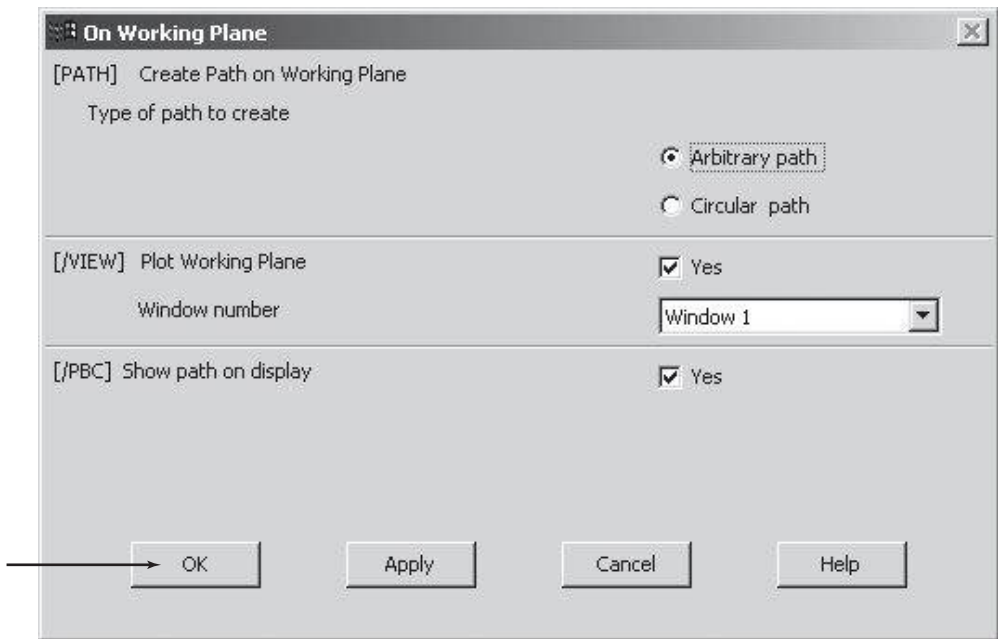 On Working Plane
[PATH] Create Path on Working Plane
Type of path to create
Arbitrary path
Circular path
[/VIEW] Plot Working Plane
Yes
Window number
Window 1
[/PBC] Show path on display
Yes
OK
Apply
Cancel
Help